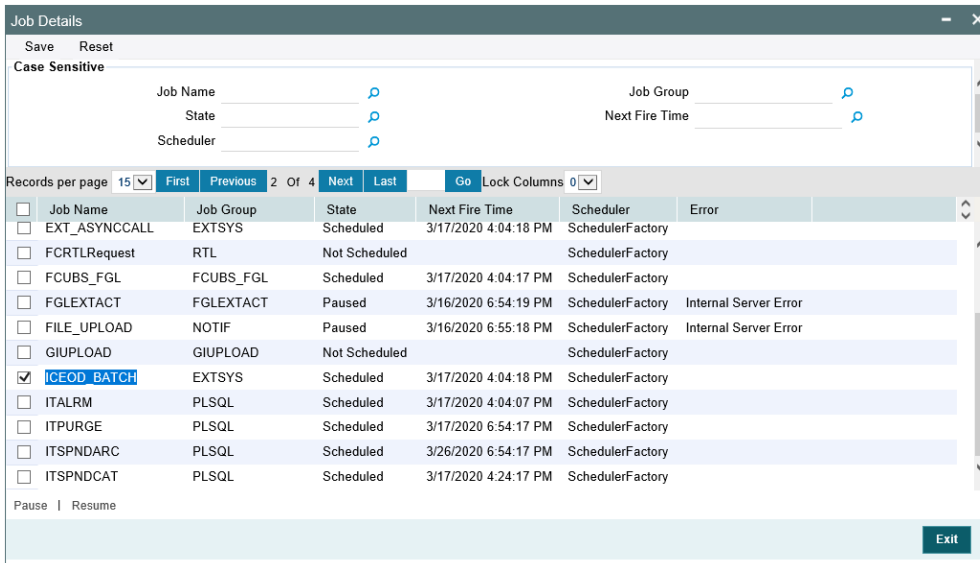 Job Details
Save Reset
Case Sensitive
Job Name Job Group
State Next Fire Time
Scheduler
Records per page 15 First Previous 2 Of 4 Next Last Go Lock Columns 0
Job Name Job Group State Next Fire Time Scheduler Error
EXT_ASYNCCALL EXTSYS Scheduled 3/17/2020 4:04:18 PM SchedulerFactory
FCRTLRequest RTL Not Scheduled SchedulerFactory
FCUBS_FGL FCUBS_FGL Scheduled 3/17/2020 4:04:17 PM SchedulerFactory
FGLEXTACT FGLEXTACT Paused 3/16/2020 6:54:19 PM SchedulerFactory Internal Server Error
FILE_UPLOAD NOTIF Paused 3/16/2020 6:55:18 PM SchedulerFactory Internal Server Error
GIUPLOAD GIUPLOAD Not Scheduled SchedulerFactory
ICEOD_BATCH EXTSYS Scheduled 3/17/2020 4:04:18 PM SchedulerFactory
ITALRM PLSQL Scheduled 3/17/2020 4:04:07 PM SchedulerFactory
ITPURGE PLSQL Scheduled 3/17/2020 6:54:17 PM SchedulerFactory
ITSPNDARC PLSQL Scheduled 3/26/2020 6:54:17 PM SchedulerFactory
ITSPNDCAT PLSQL Scheduled 3/17/2020 4:24:17 PM SchedulerFactory
Pause | Resume
Exit